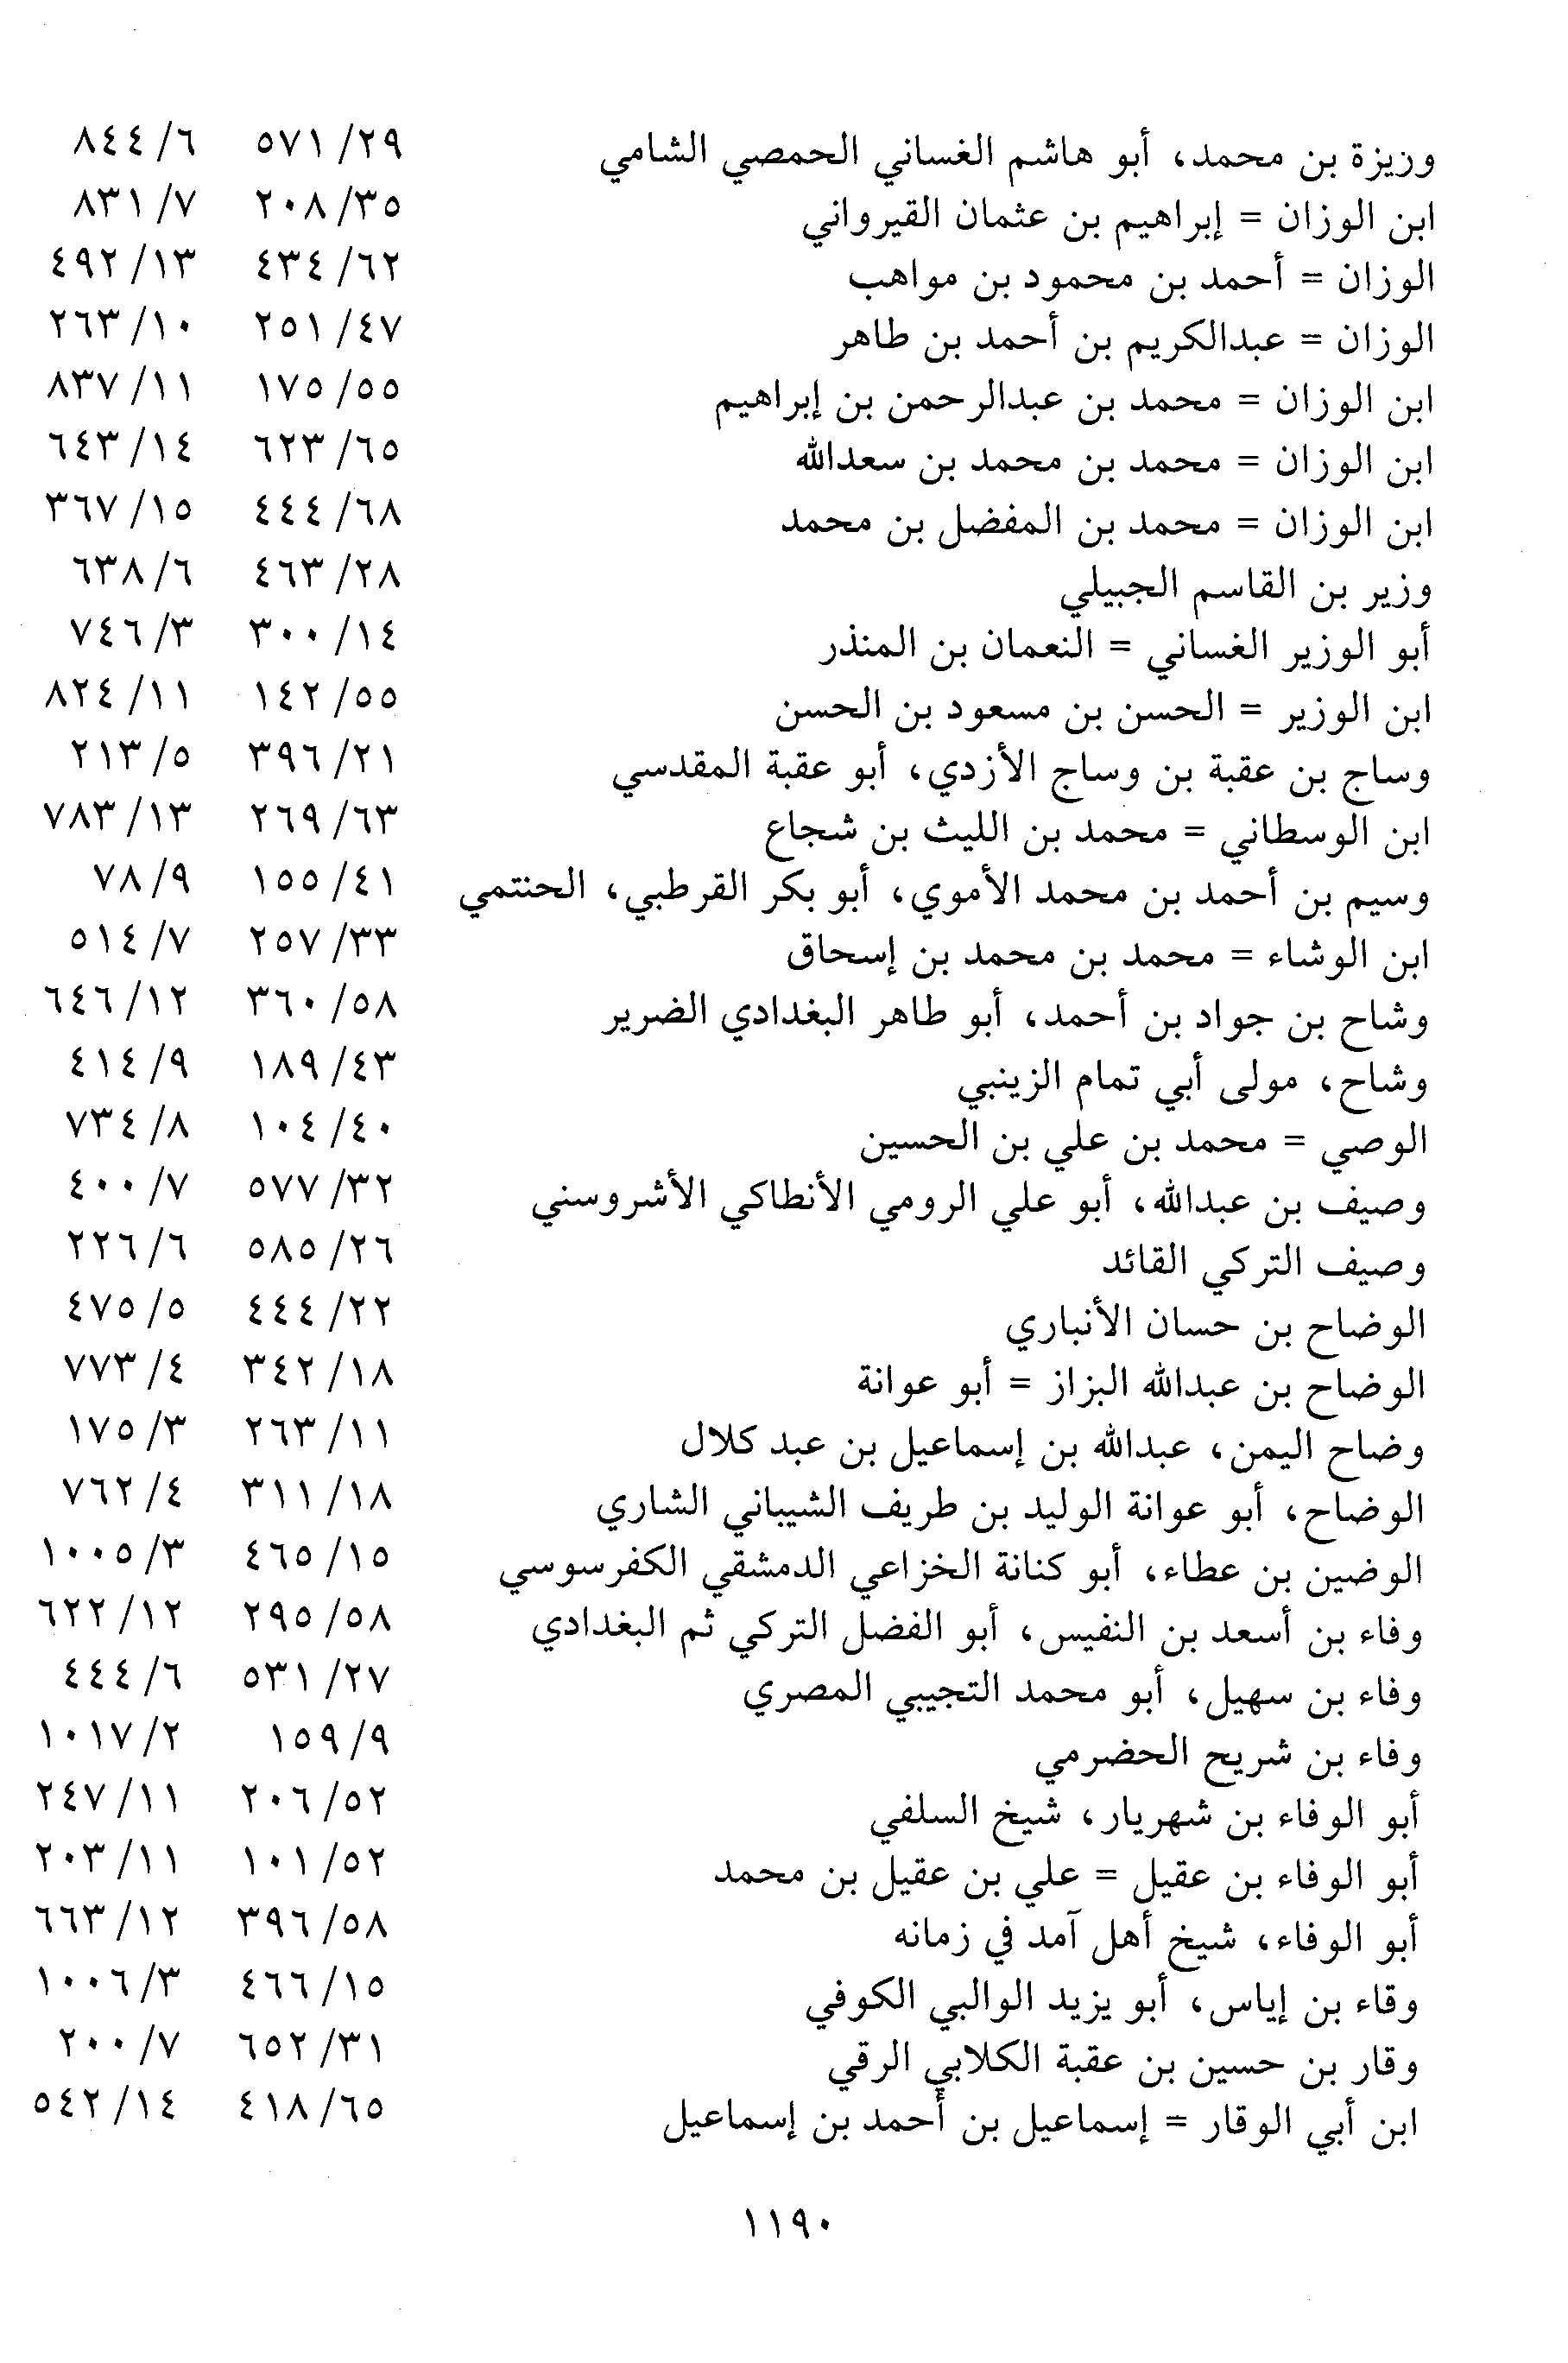 وريزة بن محمد، أبو هاشم الغساني الحمصي الشامي ٢٩/ ٥٧١ ٦/ ٨٤٤
ابن الوزان = إبراهيم بن عثمان القيرواني ٣٥/ ٢٠٨ ٧/ ٨٣١
الوزان = أحمد بن محمود بن مواهب ٦٢/ ٤٣٤ ١٣/ ٤٩٢
الوزان = عبدالكريم بن أحمد بن طاهر ٤٧/ ٢٥١ ١٠/ ٢٦٣
ابن الوزان = محمد بن عبدالرحمن بن إبراهيم ٥٥/ ١٧٥ ١١/ ٨٣٧
ابن الوزان = محمد بن محمد بن سعدالله ٦٥/ ٦٢٣ ١٤/ ٦٤٣
ابن الوزان = محمد بن المفضل بن محمد ٦٨/ ٤٤٤ ١٥/ ٣٦٧
وزير بن القاسم الجبيلي ٢٨/ ٤٦٣ ٦/ ٦٣٨
أبو الوزير الغساني = النعمان بن المنذر ١٤/ ٣٠٠ ٣/ ٧٤٦
ابن الوزير = الحسن بن مسعود بن الحسن ٥٥/ ١٤٢ ١١/ ٨٢٤
وساج بن عقبة بن وساج الأزدي، أبو عقبة المقدسي ٢١/ ٣٩٦ ٥/ ٢١٣
ابن الوسطاني = محمد بن الليث بن شجاع ٦٣/ ٢٦٩ ١٣/ ٧٨٣
وسيم بن أحمد بن محمد الأموي، أبو بكر القرطبي، الحنتمي ٤١/ ١٥٥ ٩/ ٧٨
ابن الوشاء = محمد بن محمد بن إسحاق ٣٣/ ٢٥٧ ٧/ ٥١٤
وشاح بن جواد بن أحمد، أبو طاهر البغدادي الضرير ٥٨/ ٣٦٠ ١٢/ ٦٤٦
وشاح، مولى أبي تمام الزينبي ٤٣/ ١٨٩ ٩/ ٤١٤
الوصي = محمد بن علي بن الحسين ٤٠/ ١٠٤ ٨/ ٧٣٤
وصيف بن عبدالله، أبو علي الرومي الأنطاكي الأشروسني ٣٢/ ٥٧٧ ٧/ ٤٠٠
وصيف التركي القائد ٢٦/ ٥٨٥ ٦/ ٢٢٦
الوضاح بن حسان الأنباري ٢٢/ ٤٤٤ ٥/ ٤٧٥
الوضاح بن عبدالله البزاز = أبو عوانة ١٨/ ٣٤٢ ٤/ ٧٧٣
وضاح اليمن، عبدالله بن إسماعيل بن عبد كلال ١١/ ٢٦٣ ٣/ ١٧٥
الوضاح، أبو عوانة الوليد بن طريف الشيباني الشاري ١٨/ ٣١١ ٤/ ٧٦٢
الوضين بن عطاء، أبو كنانة الخزاعي الدمشقي الكفرسوسي ١٥/ ٤٦٥ ٣/ ١٠٠٥
وفاء بن أسعد بن النفيس، أبو الفضل التركي ثم البغدادي ٥٨/ ٢٩٥ ١٢/ ٦٢٢
وفاء بن سهيل، أبو محمد التجيبي المصري ٢٧/ ٥٣١ ٦/ ٤٤٤
وفاء بن شريح الحضرمي ٩/ ١٥٩ ٢/ ١٠١٧
أبو الوفاء بن شهريار، شيخ السلفي ٥٢/ ٢٠٦ ١١/ ٢٤٧
أبو الوفاء بن عقيل = علي بن عقيل بن محمد ٥٢/ ١٠١ ١١/ ٢٠٣
أبو الوفاء، شيخ أهل آمد في زمانه ٥٨/ ٣٩٦ ١٢/ ٦٦٣
وقاء بن إياس، أبو يزيد الوالبي الكوفي ١٥/ ٤٦٦ ٣/ ١٠٠٦
وقار بن حسين بن عقبة الكلابي الرقي ٣١/ ٦٥٢ ٧/ ٢٠٠
ابن أبي الوقار = إسماعيل بن أحمد بن إسماعيل ٦٥/ ٤١٨ ١٤/ ٥٤٢
١١٩٠